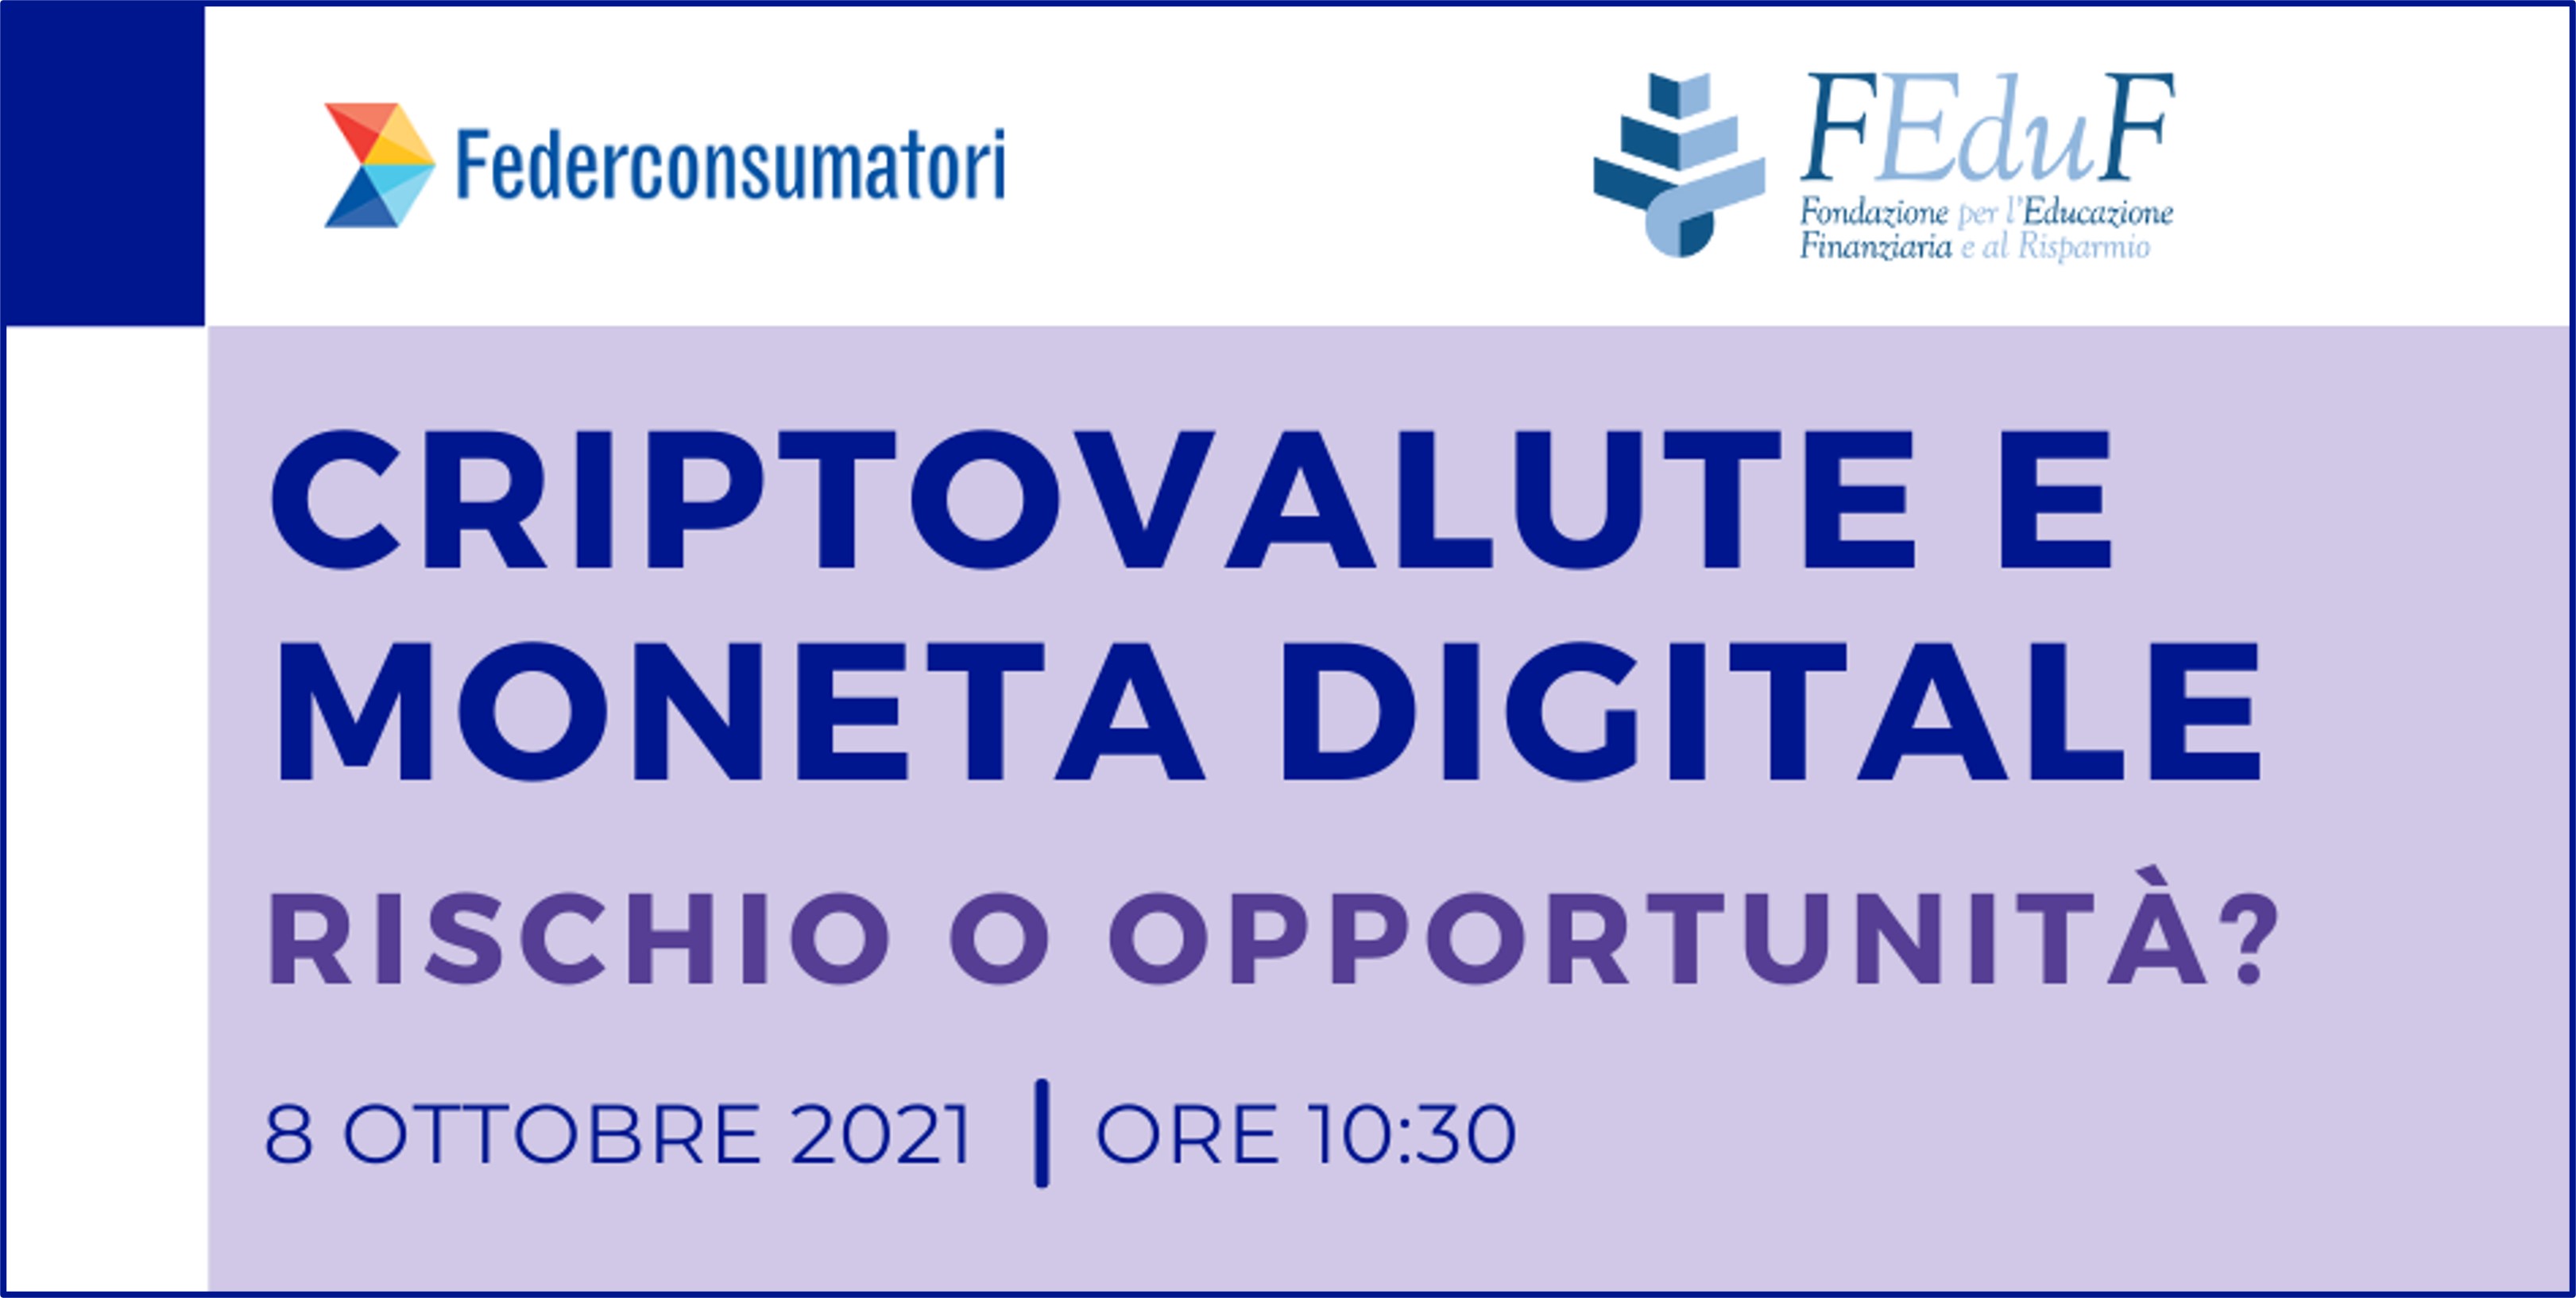 Federconsumatori
FEduF
Fondazione per l'Educazione
Finanziaria e al Risparmio
CRIPTOVALUTE E
MONETA DIGITALE
RISCHIO O OPPORTUNITÀ?
8 OTTOBRE 2021 | ORE 10:30